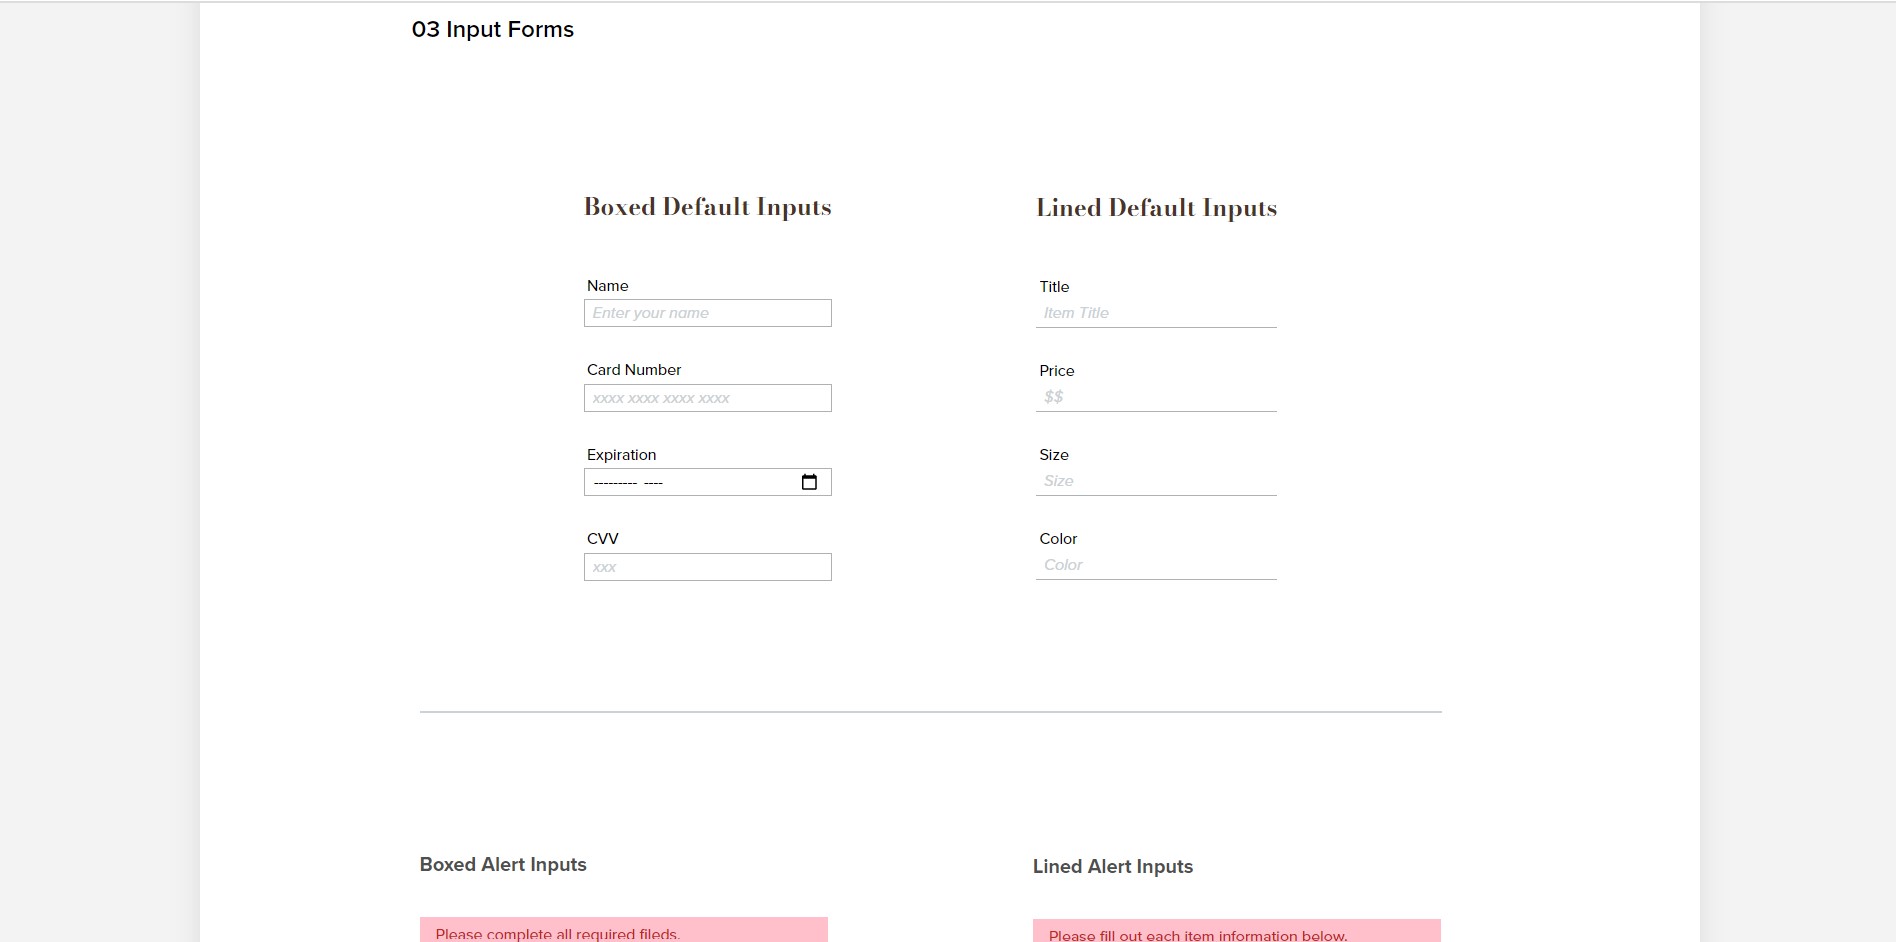 03 Input Forms
Boxed Default Inputs
Name
Enter your name
Card Number
xxxx xxxx xxxx xxxx
Expiration
--------- ----
CVV
xxx
Lined Default Inputs
Title
Item Title
Price
$$
Size
Size
Color
Color
Boxed Alert Inputs
Please complete all required fileds.
Lined Alert Inputs
Please fill out each item information below.